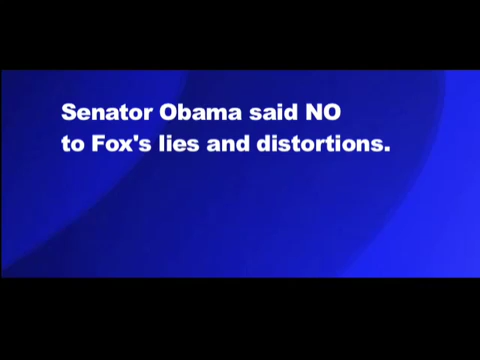 Senator Obama said NO
to Fox's lies and distortions.